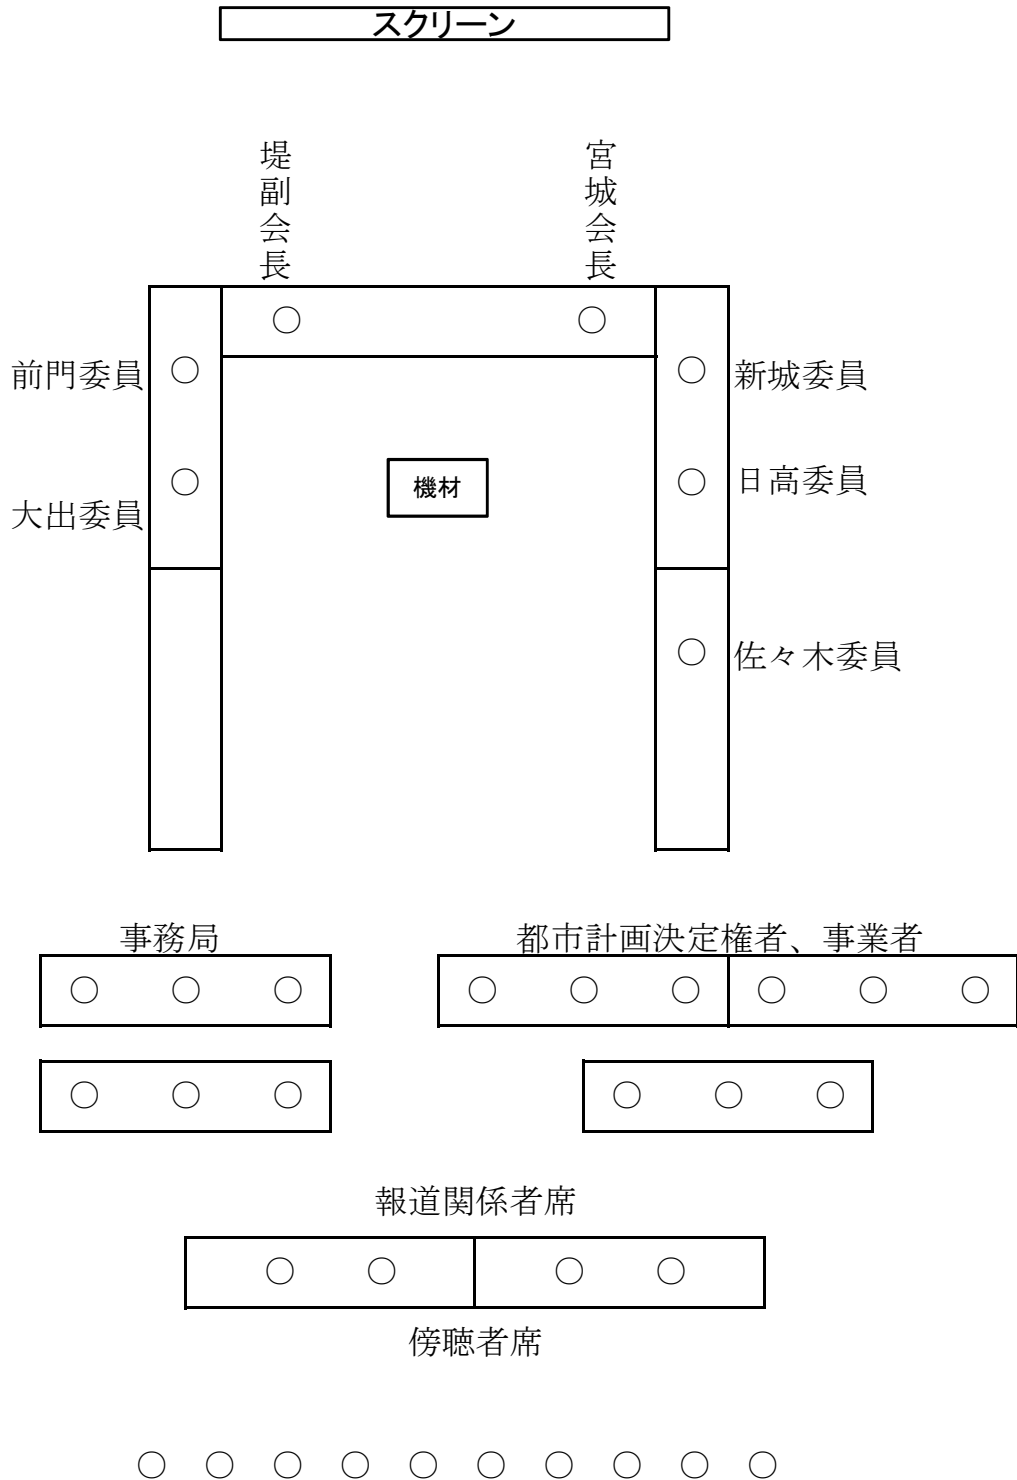 スクリーン
堤副会長
宮城会長
前門委員
新城委員
機材
日高委員
大出委員
佐々木委員
事務局
都市計画決定権者、事業者
報道関係者席
傍聴者席